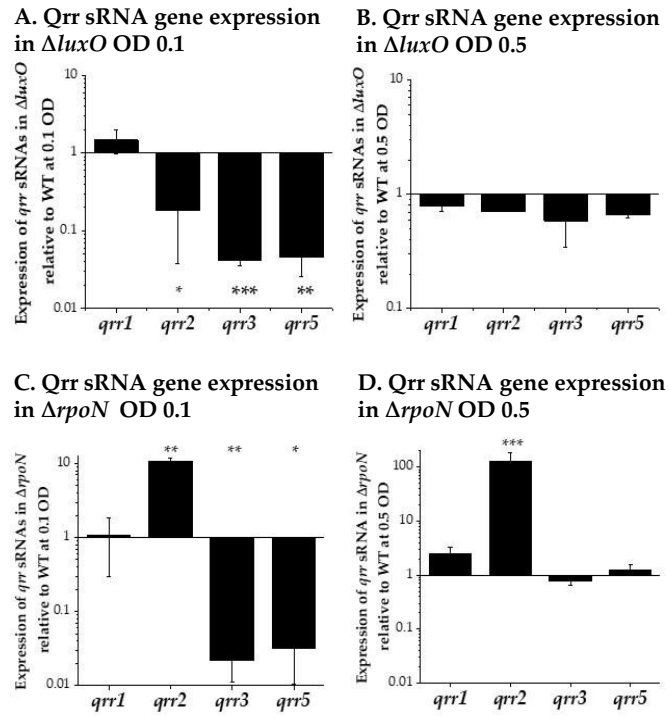 A. Qrr sRNA gene expression
in ΔluxO OD 0.1
Expression of qrr sRNAs in ΔluxO
relative to WT at 0.1 OD
10
1
0.1
0.01
*
***
**
qrr1 qrr2 qrr3 qrr5
B. Qrr sRNA gene expression
in ΔluxO OD 0.5
Expression of qrr sRNAs in ΔluxO
relative to WT at 0.5 OD
10
1
0.1
qrr1 qrr2 qrr3 qrr5
C. Qrr sRNA gene expression
in ΔrpoN OD 0.1
Expression of qrr sRNAs in ΔrpoN
relative to WT at 0.1 OD
10
1
0.1
0.01
**
**
*
qrr1 qrr2 qrr3 qrr5
D. Qrr sRNA gene expression
in ΔrpoN OD 0.5
Expression of qrr sRNA in ΔrpoN
relative to WT at 0.5 OD
100
10
1
0.1
0.01
***
qrr1 qrr2 qrr3 qrr5